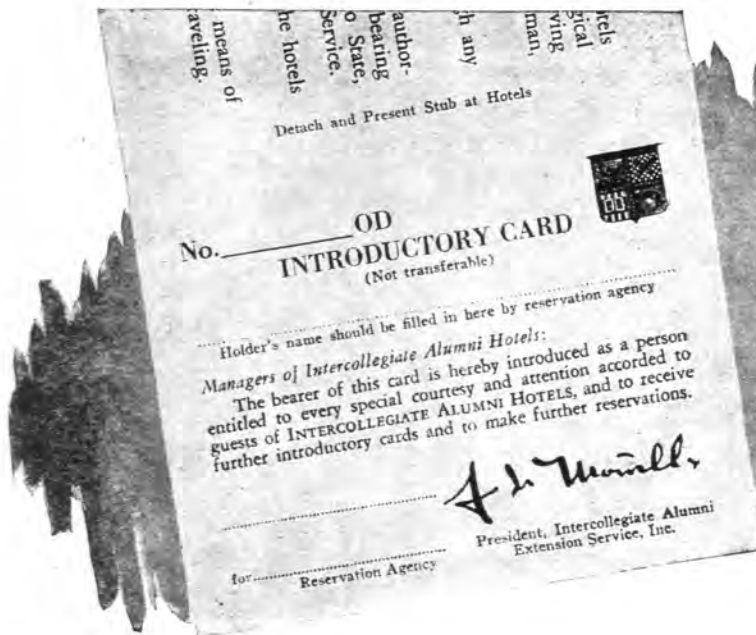 means of
raveling.
he hotels
author-
bearing
o State,
Service.
h any
man,
Detach and Present Stub at Hotels
No. OD
INTRODUCTORY CARD
(Not transferable)
Holder's name should be filled in here by reservation agency
Managers of Intercollegiate Alumni Hotels:
The bearer of this card is hereby introduced as a person
entitled to every special courtesy and attention accorded to
guests of INTERCOLLEGIATE ALUMNI HOTELS, and to receive
further introductory cards and to make further reservations.
President, Intercollegiate Alumni
Extension Service, Inc.
for
Reservation Agency